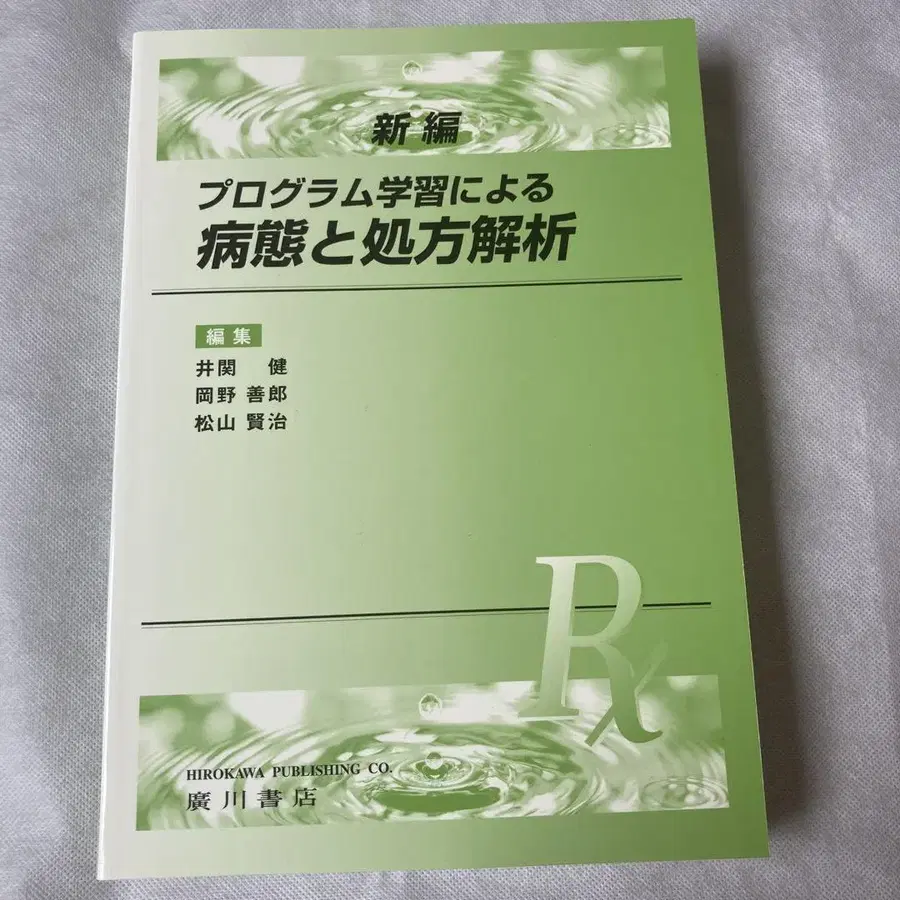 新編
プログラム学習による
病態と処方解析
編集
井関 健
岡野 善郎
松山 賢治
Rx
HIROKAWA PUBLISHING CO.
廣川書店